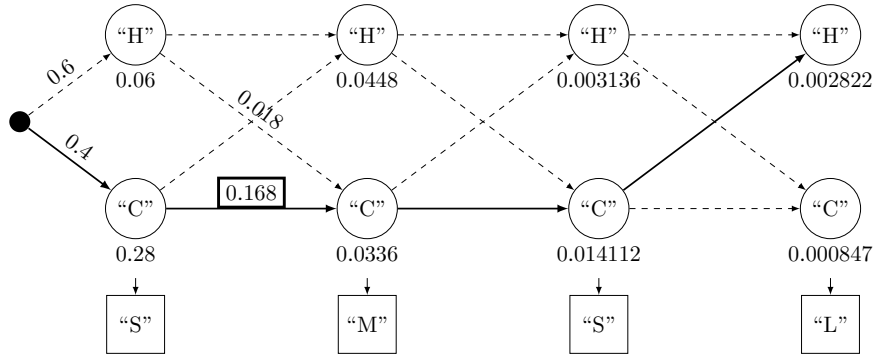 “H” “H” “H” “H”
0.06 0.0448 0.003136 0.002822
0.6
0.018
0.4
0.168
“C” “C” “C” “C”
0.28 0.0336 0.014112 0.000847
“S” “M” “S” “L”